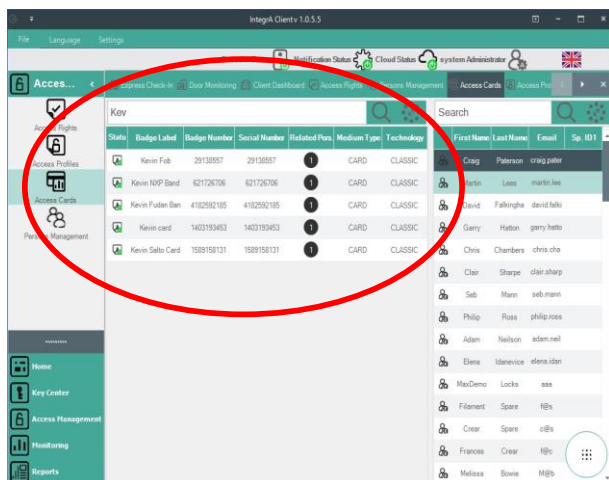 IntegrA Client v 1.0.5.5
File Language Settings
Notification Status Cloud Status system Administrator
Acces... Express Check-In Door Monitoring Client Dashboard Access Rights Persons Management Access Cards Access Pro
Kev
Search
Access Rights
Access Profiles
Access Cards
Persons Management
Status Badge Label Badge Number Serial Number Related Pers. Medium Type Technology
Kevin Fob 29138557 29138557 1 CARD CLASSIC
Kevin NXP Band 621726706 621726706 1 CARD CLASSIC
Kevin Fudan Ban 4182592185 4182592185 1 CARD CLASSIC
Kevin card 1403193453 1403193453 1 CARD CLASSIC
Kevin Salto Card 1589158131 1589158131 1 CARD CLASSIC
First Name Last Name Email Sp. ID1
Craig Paterson craig.pater
Martin Lees martin.lee
David Falkingha david.falki
Garry Hatton garry.hatto
Chris Chambers chris.cha
Clair Sharpe clair.sharp
Seb Mann seb.mann
Philip Ross philip.ross
Adam Neilson adam.neil
Elena Idanevice elena.idan
MaxDemo Locks aaa
Filament Spare f@s
Crear Spare c@s
Frances Crear f@c
Melissa Bowie M@b
Home
Key Center
Access Management
Monitoring
Reports